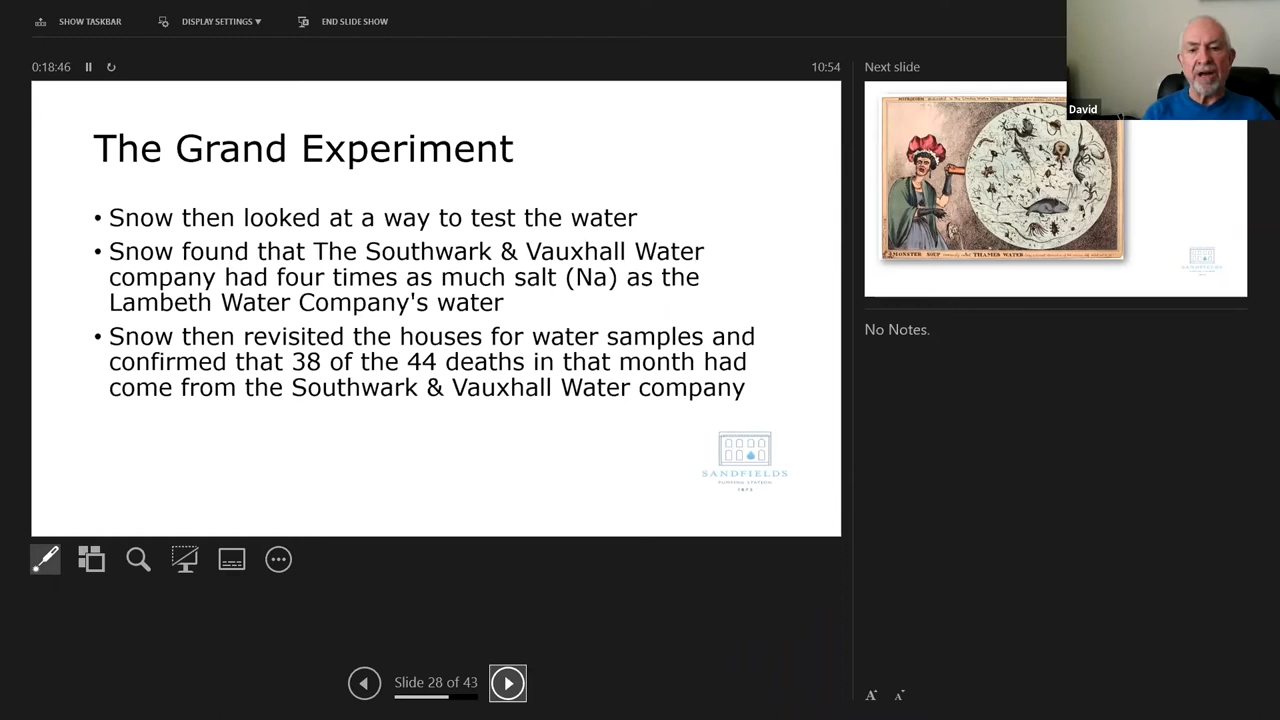 SHOW TASKBAR DISPLAY SETTINGS ▼ END SLIDE SHOW
0:18:46 10:54
The Grand Experiment
• Snow then looked at a way to test the water
• Snow found that The Southwark & Vauxhall Water
company had four times as much salt (Na) as the
Lambeth Water Company's water
• Snow then revisited the houses for water samples and
confirmed that 38 of the 44 deaths in that month had
come from the Southwark & Vauxhall Water company
SANDFIELDS
PUMPING STATION
1873
Slide 28 of 43
Next slide
David
MONSTER SOUP THAMES WATER
No Notes.
A A